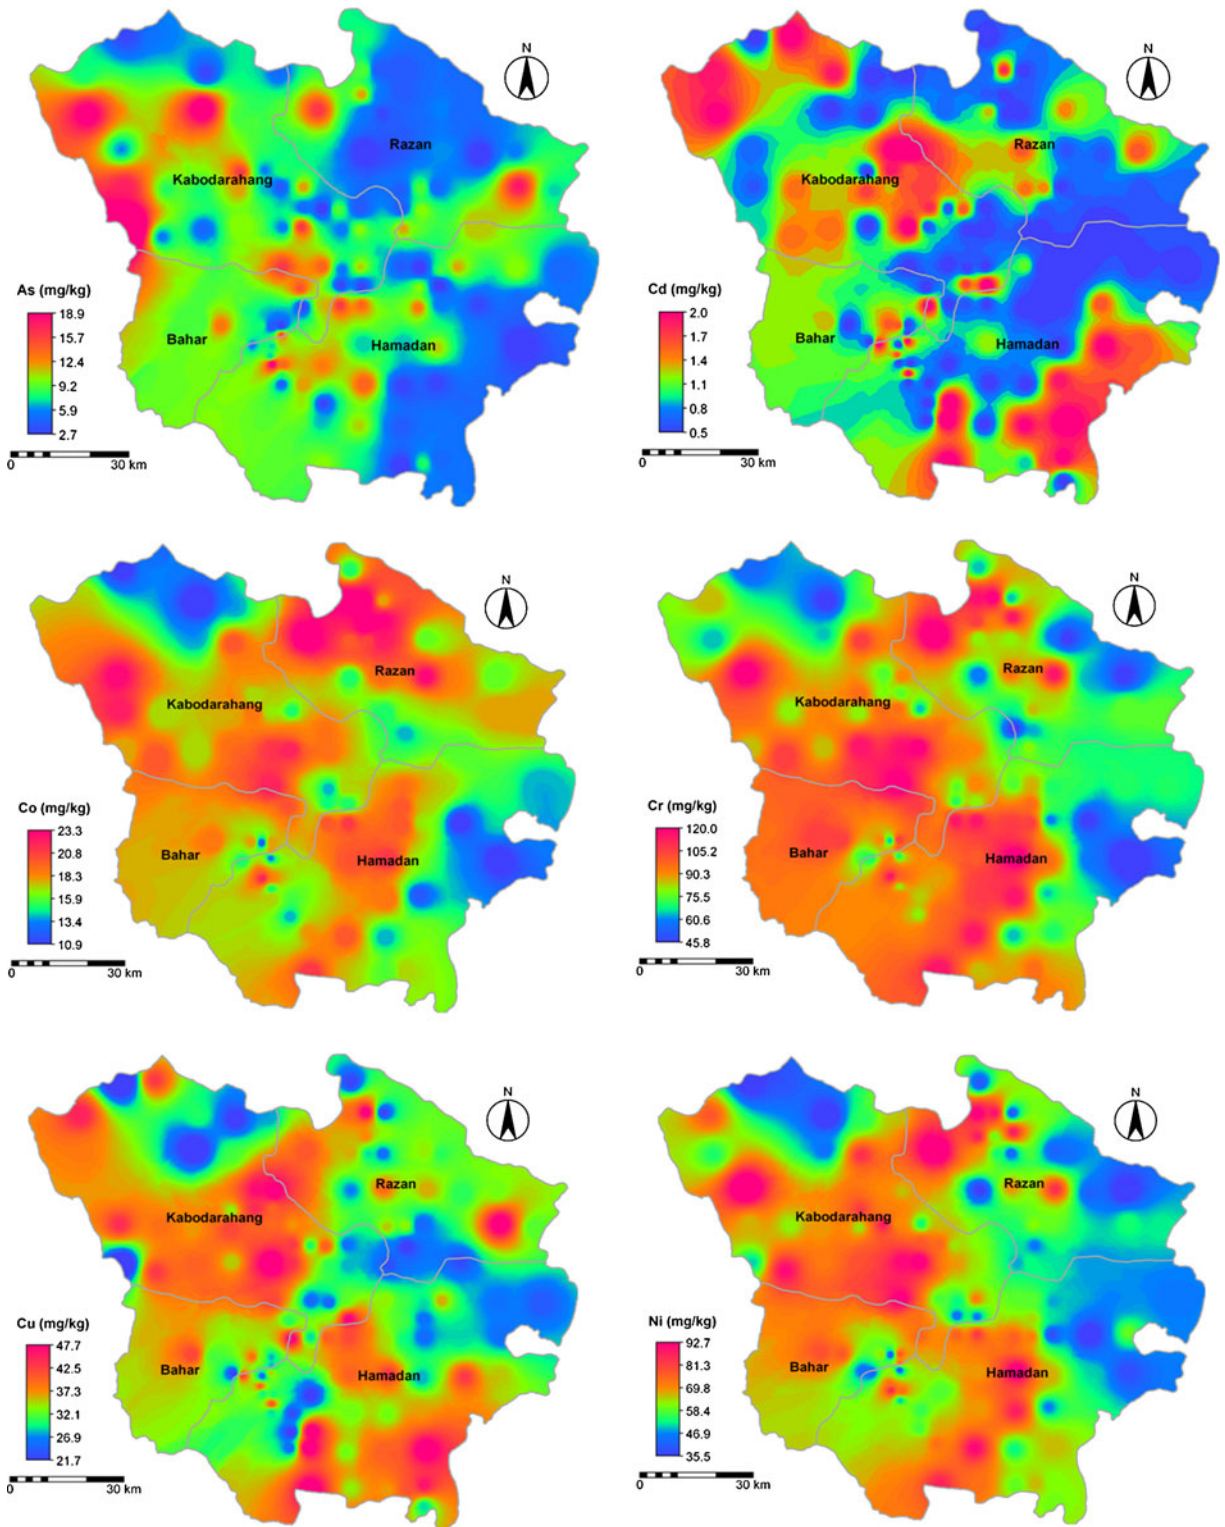 N
Razan
Kabodarahang
As (mg/kg)
18.9
15.7
12.4
9.2
5.9
2.7
Bahar
Hamadan
0 30 km
N
Razan
Kabodarahang
Cd (mg/kg)
2.0
1.7
1.4
1.1
0.8
0.5
Bahar
Hamadan
0 30 km
N
Razan
Kabodarahang
Co (mg/kg)
23.3
20.8
18.3
15.9
13.4
10.9
Bahar
Hamadan
0 30 km
N
Razan
Kabodarahang
Cr (mg/kg)
120.0
105.2
90.3
75.5
60.6
45.8
Bahar
Hamadan
0 30 km
N
Razan
Kabodarahang
Cu (mg/kg)
47.7
42.5
37.3
32.1
26.9
21.7
Bahar
Hamadan
0 30 km
N
Razan
Kabodarahang
Ni (mg/kg)
92.7
81.3
69.8
58.4
46.9
35.5
Bahar
Hamadan
0 30 km